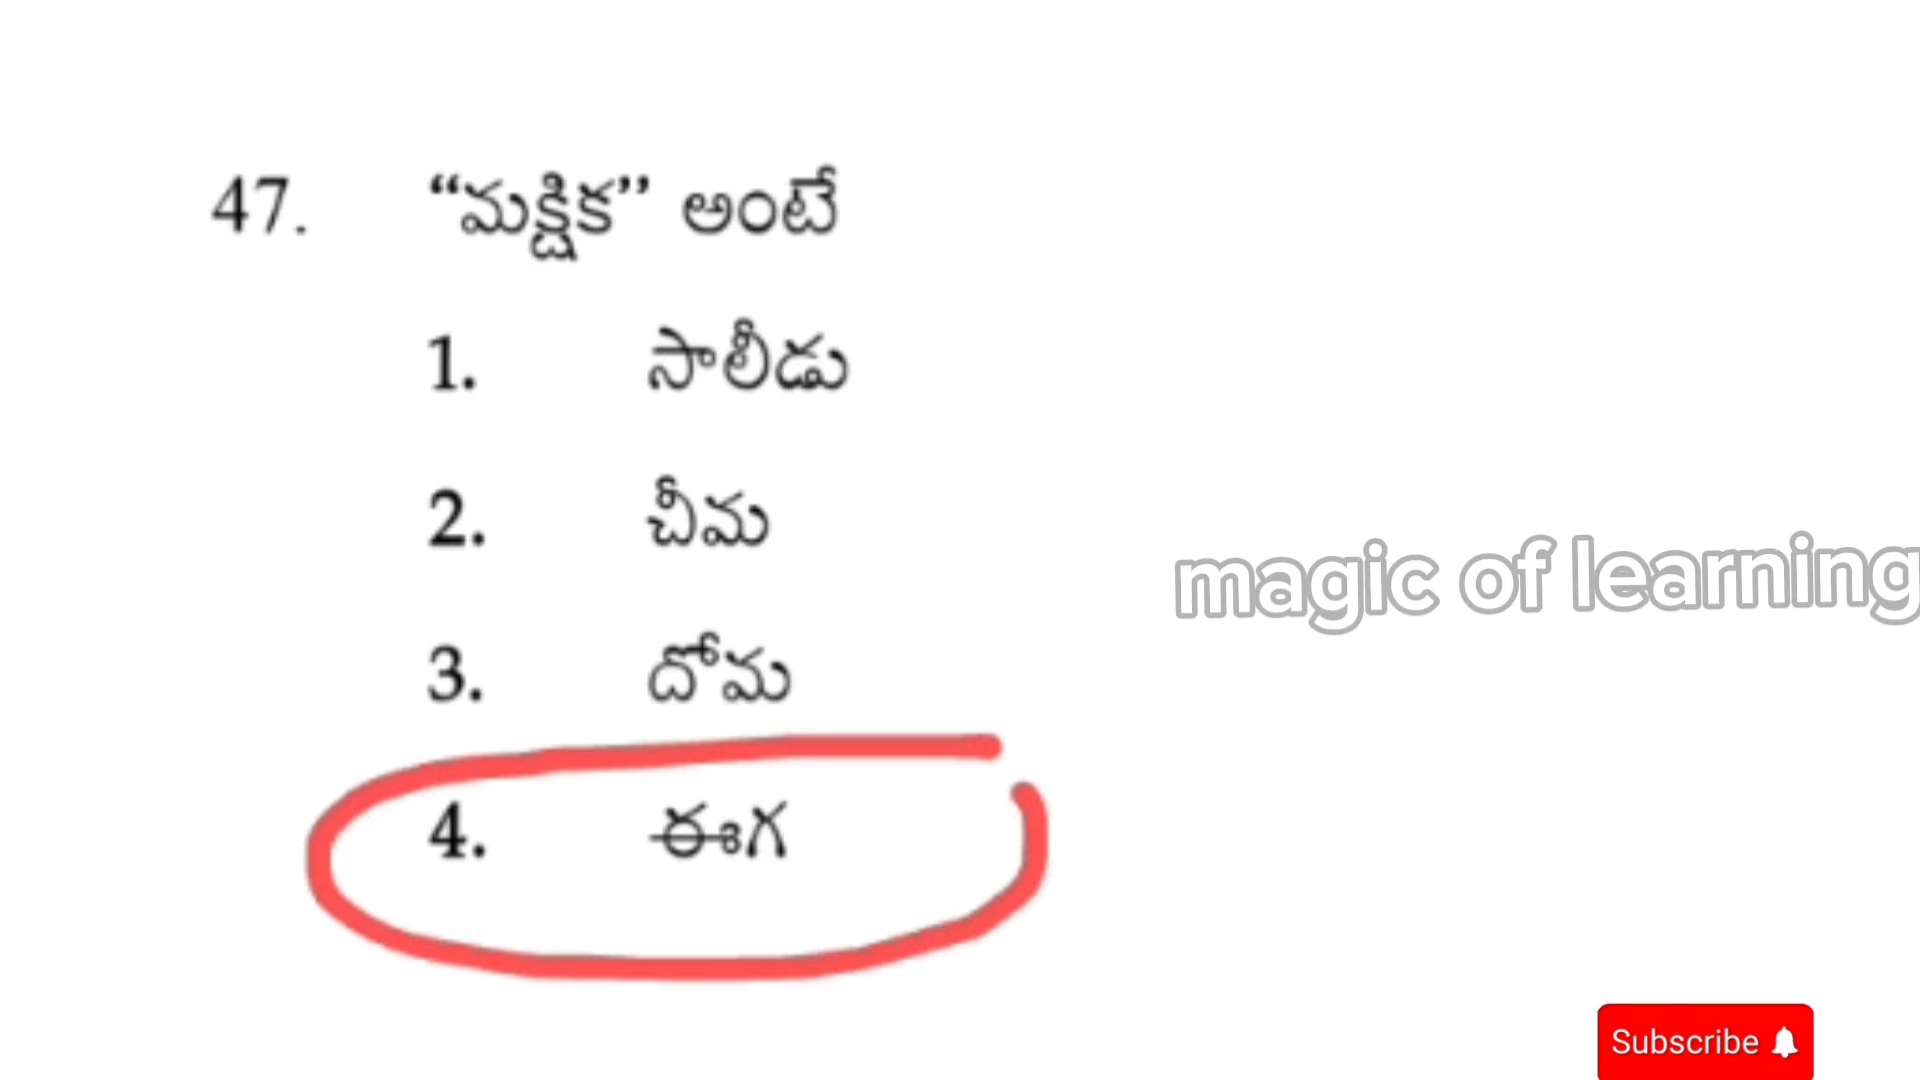 47. “మక్షిక” అంటే
1. సాలీడు
2. చీమ
magic of learning
3. దోమ
4. ఈగ
Subscribe